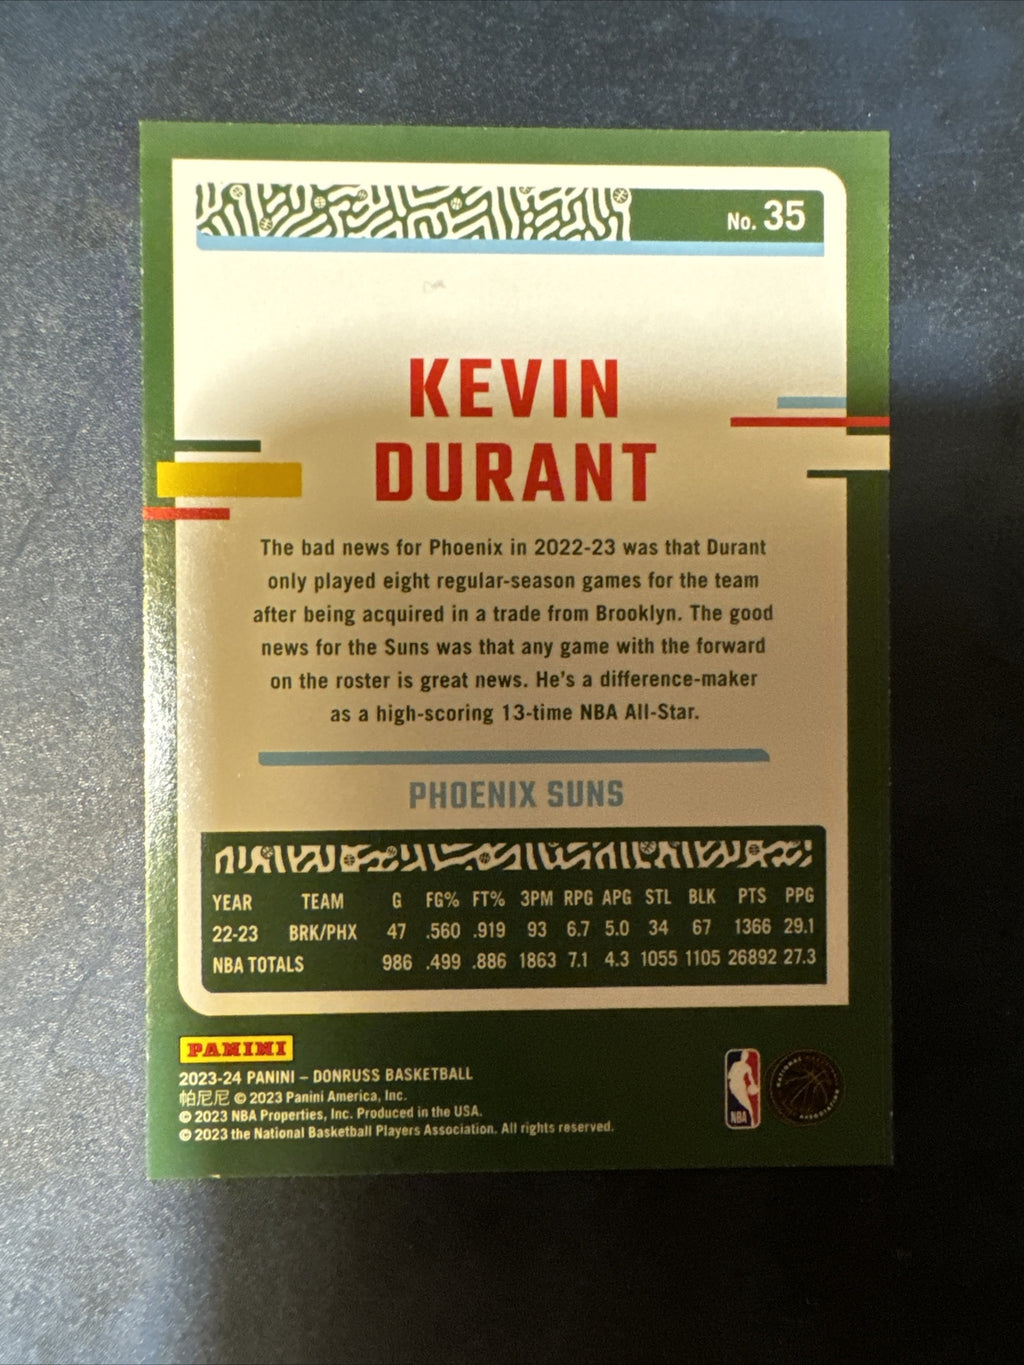 No. 35
KEVIN
DURANT
The bad news for Phoenix in 2022-23 was that Durant
only played eight regular-season games for the team
after being acquired in a trade from Brooklyn. The good
news for the Suns was that any game with the forward
on the roster is great news. He's a difference-maker
as a high-scoring 13-time NBA All-Star.
PHOENIX SUNS
YEAR TEAM G FG% FT% 3PM RPG APG STL BLK PTS PPG
22-23 BRK/PHX 47 .560 .919 93 6.7 5.0 34 67 1366 29.1
NBA TOTALS 986 .499 .886 1863 7.1 4.3 1055 1105 26892 27.3
PANINI
2023-24 PANINI – DONRUSS BASKETBALL
帕尼尼 © 2023 Panini America, Inc.
© 2023 NBA Properties, Inc. Produced in the USA.
© 2023 the National Basketball Players Association. All rights reserved.
NBA